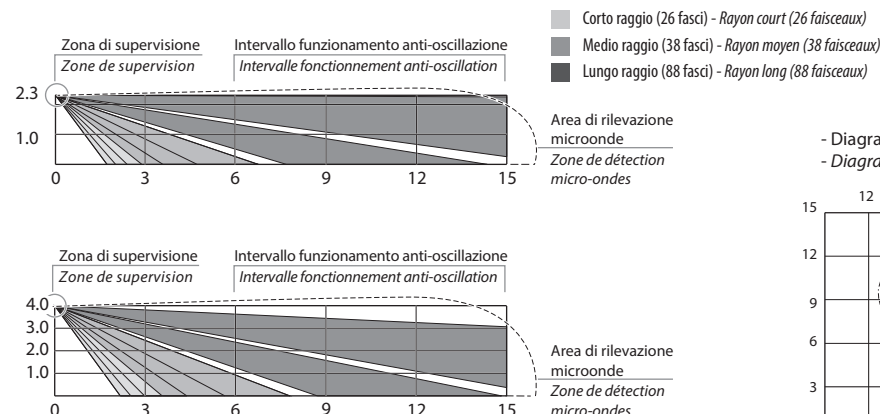 Corto raggio (26 fasci) - Rayon court (26 faisceaux)
Medio raggio (38 fasci) - Rayon moyen (38 faisceaux)
Lungo raggio (88 fasci) - Rayon long (88 faisceaux)
Zona di supervisione
Zone de supervision
Intervallo funzionamento anti-oscillazione
Intervalle fonctionnement anti-oscillation
2.3
1.0
0 3 6 9 12 15
Area di rilevazione
microonde
Zone de détection
micro-ondes
Zona di supervisione
Zone de supervision
Intervallo funzionamento anti-oscillazione
Intervalle fonctionnement anti-oscillation
4.0
3.0
2.0
1.0
0 3 6 9 12 15
Area di rilevazione
microonde
Zone de détection
micro-ondes
- Diagra
- Diagra
12
15
12
9
6
3